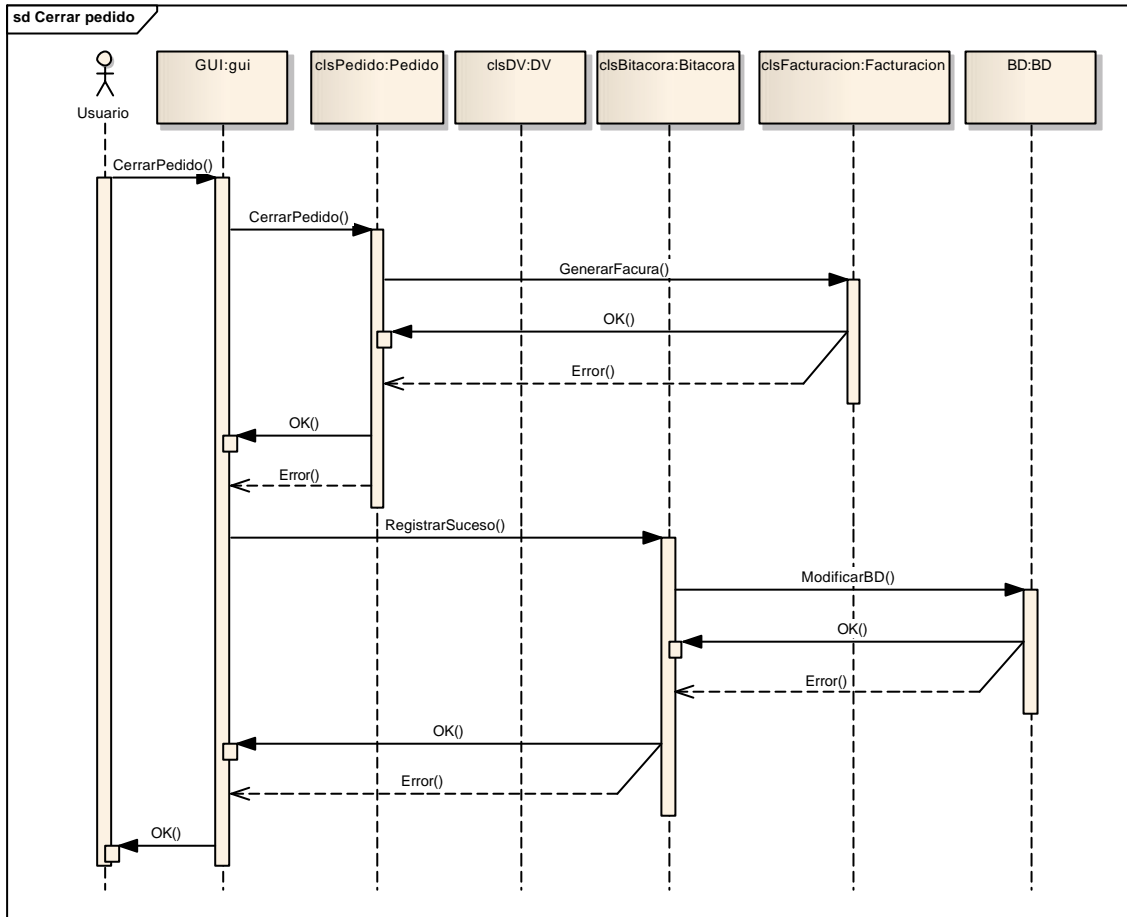 sd Cerrar pedido
Usuario
GUI:gui
clsPedido:Pedido
clsDV:DV
clsBitacora:Bitacora
clsFacturacion:Facturacion
BD:BD
CerrarPedido()
CerrarPedido()
GenerarFacura()
OK()
Error()
OK()
Error()
RegistrarSuceso()
ModificarBD()
OK()
Error()
OK()
Error()
OK()